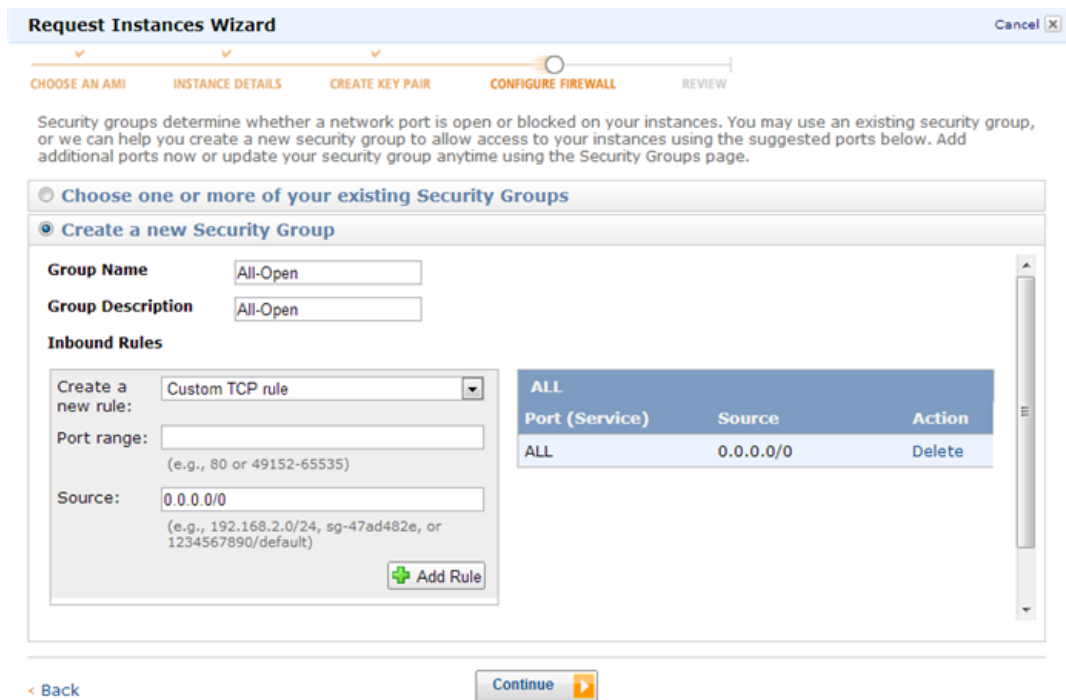 Request Instances Wizard
Cancel
CHOOSE AN AMI INSTANCE DETAILS CREATE KEY PAIR CONFIGURE FIREWALL REVIEW
Security groups determine whether a network port is open or blocked on your instances. You may use an existing security group,
or we can help you create a new security group to allow access to your instances using the suggested ports below. Add
additional ports now or update your security group anytime using the Security Groups page.
Choose one or more of your existing Security Groups
Create a new Security Group
Group Name All-Open
Group Description All-Open
Inbound Rules
Create a
new rule:
Custom TCP rule
Port range:
(e.g., 80 or 49152-65535)
Source: 0.0.0.0/0
(e.g., 192.168.2.0/24, sg-47ad482e, or
1234567890/default)
Add Rule
ALL
Port (Service) Source Action
ALL 0.0.0.0/0 Delete
< Back
Continue